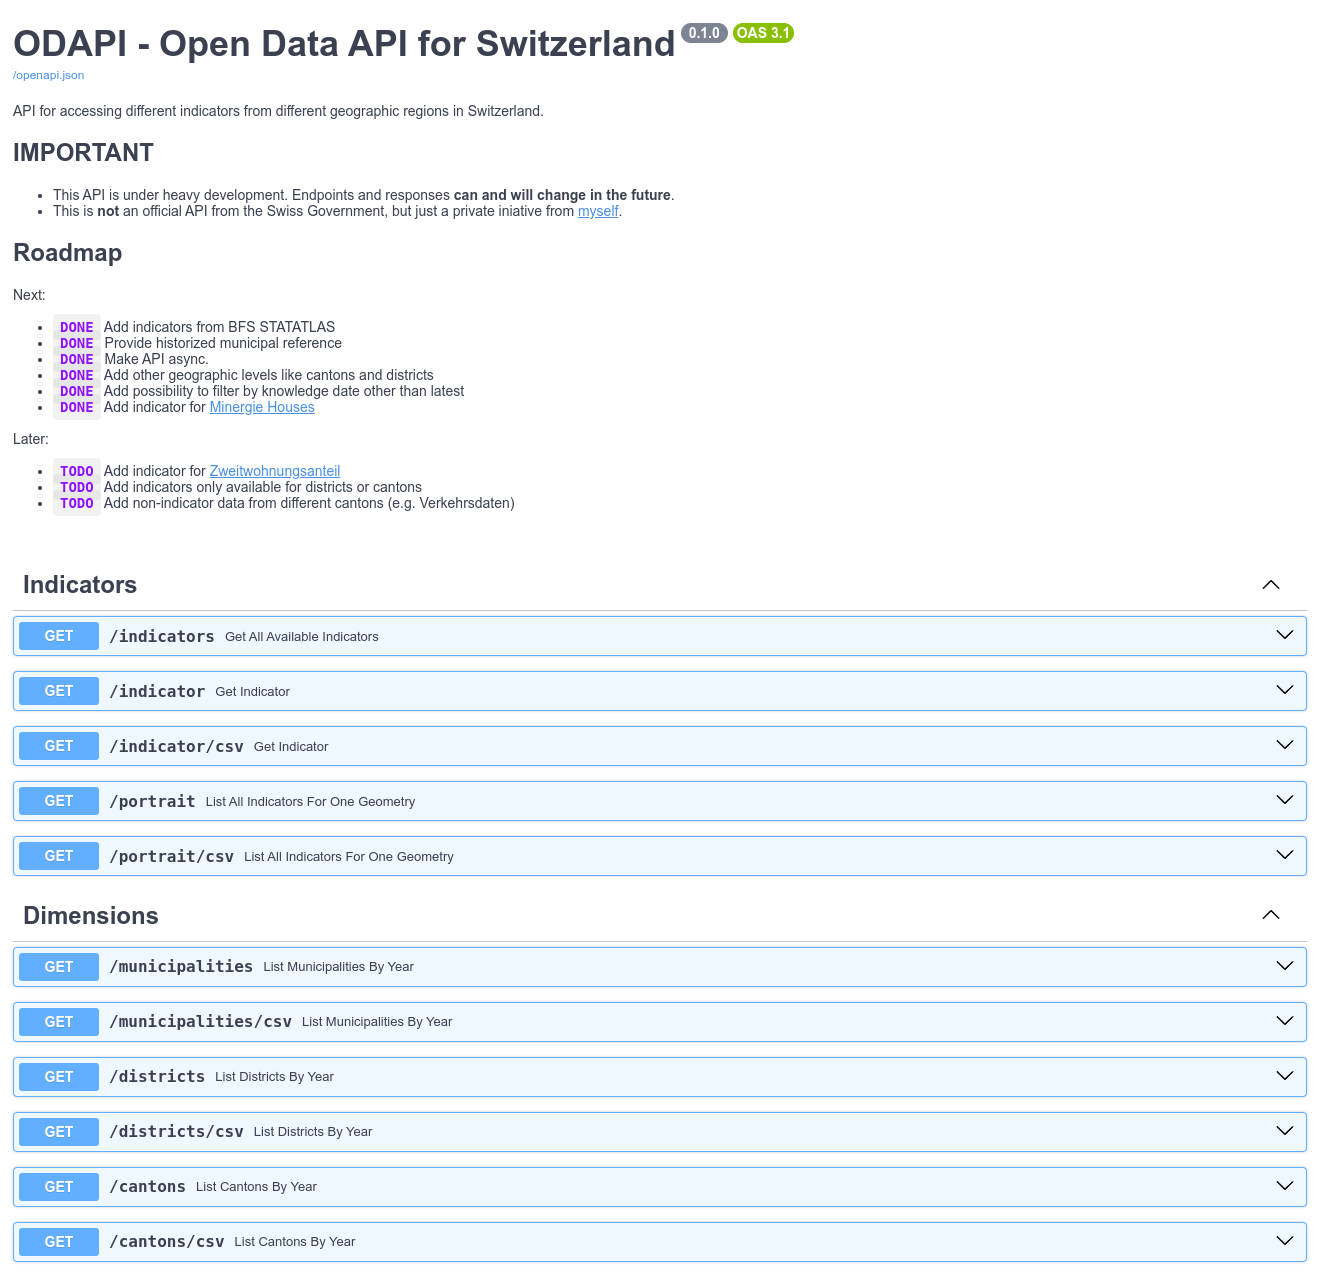 ODAPI - Open Data API for Switzerland 0.1.0 OAS 3.1
/openapi.json
API for accessing different indicators from different geographic regions in Switzerland.
IMPORTANT
• This API is under heavy development. Endpoints and responses can and will change in the future.
• This is not an official API from the Swiss Government, but just a private iniative from myself.
Roadmap
Next:
• DONE Add indicators from BFS STATATLAS
• DONE Provide historized municipal reference
• DONE Make API async.
• DONE Add other geographic levels like cantons and districts
• DONE Add possibility to filter by knowledge date other than latest
• DONE Add indicator for Minergie Houses
Later:
• TODO Add indicator for Zweitwohnungsanteil
• TODO Add indicators only available for districts or cantons
• TODO Add non-indicator data from different cantons (e.g. Verkehrsdaten)
Indicators
GET /indicators Get All Available Indicators
GET /indicator Get Indicator
GET /indicator/csv Get Indicator
GET /portrait List All Indicators For One Geometry
GET /portrait/csv List All Indicators For One Geometry
Dimensions
GET /municipalities List Municipalities By Year
GET /municipalities/csv List Municipalities By Year
GET /districts List Districts By Year
GET /districts/csv List Districts By Year
GET /cantons List Cantons By Year
GET /cantons/csv List Cantons By Year